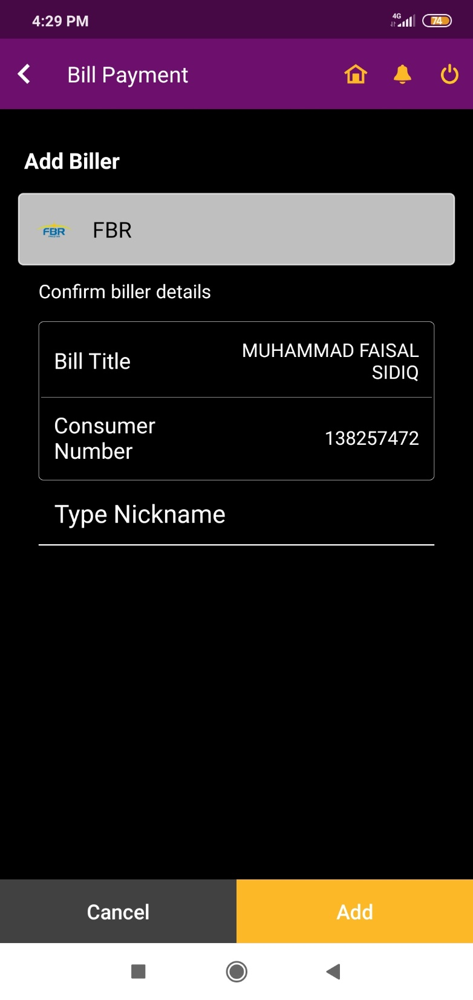 4:29 PM
4G
74
Bill Payment
Add Biller
FBR
FBR
Confirm biller details
Bill Title
MUHAMMAD FAISAL
SIDIQ
Consumer
Number
138257472
Type Nickname
Cancel
Add